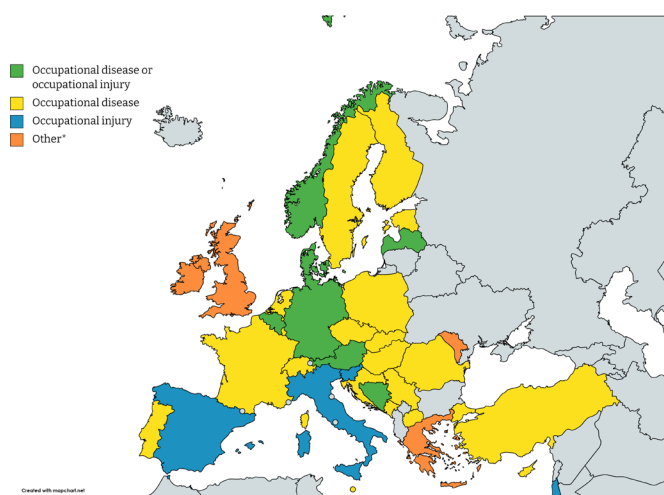 Occupational disease or
occupational injury
Occupational disease
Occupational injury
Other*
Created with mapchart.net